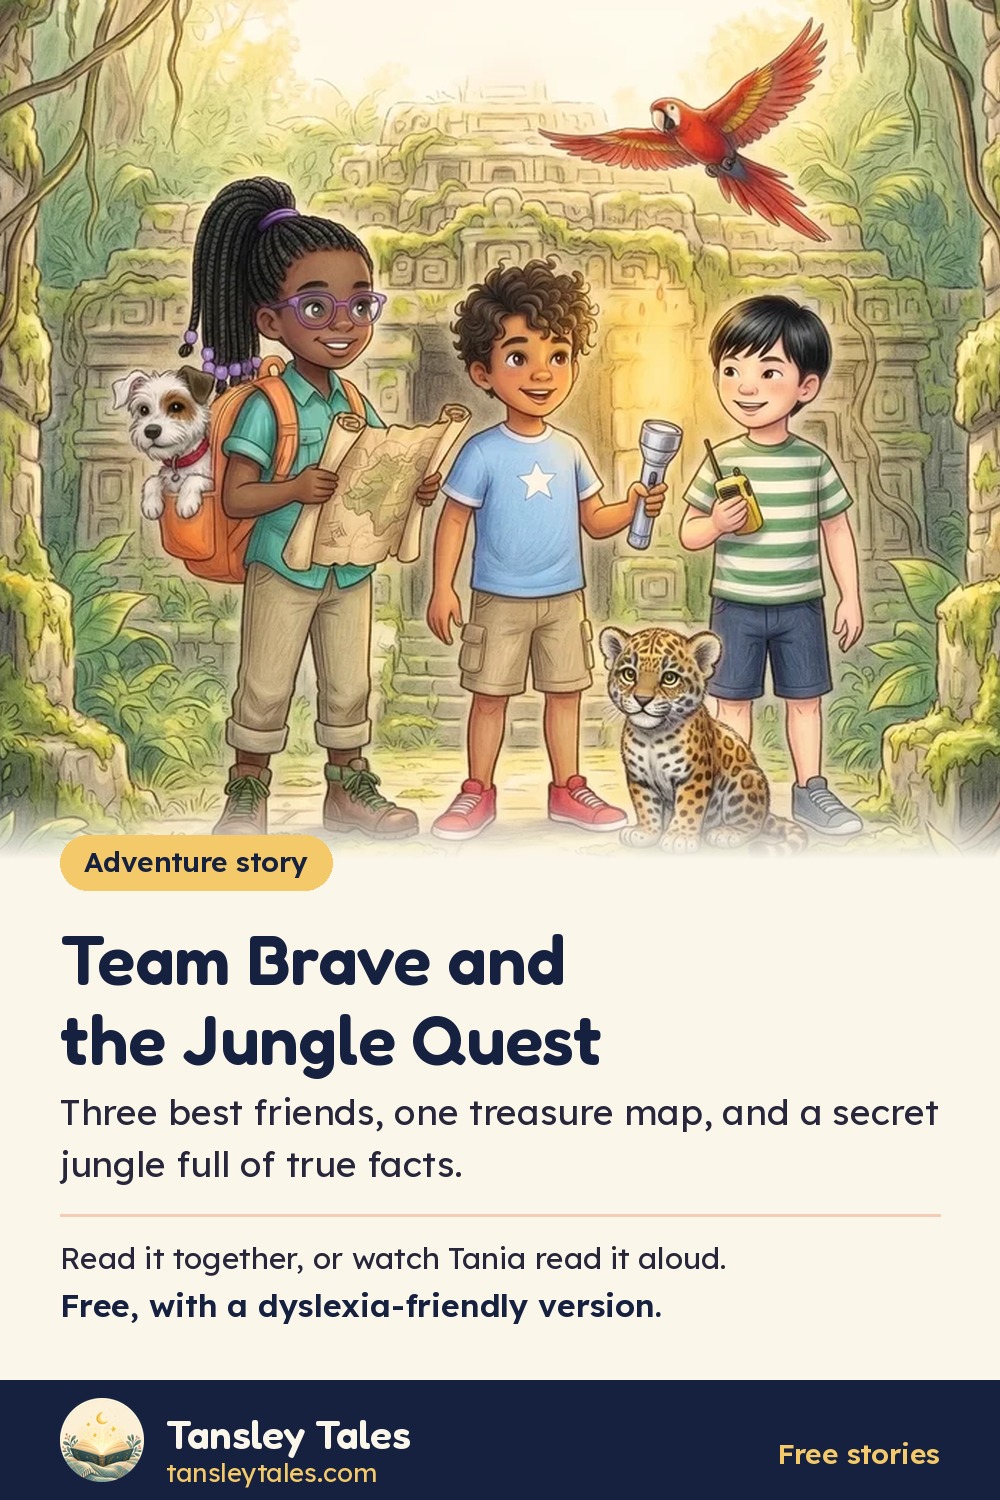 Adventure story
Team Brave and
the Jungle Quest
Three best friends, one treasure map, and a secret
jungle full of true facts.
Read it together, or watch Tania read it aloud.
Free, with a dyslexia-friendly version.
Tansley Tales
tansleytales.com
Free stories